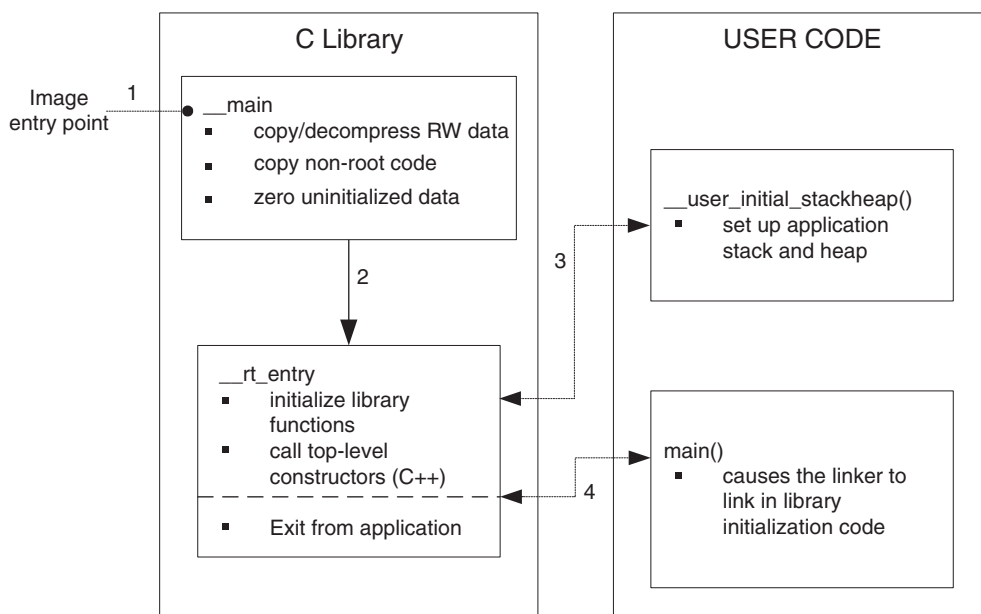 C Library
USER CODE
Image
entry point
1
__main
▪ copy/decompress RW data
▪ copy non-root code
▪ zero uninitialized data
2
3
__user_initial_stackheap()
▪ set up application
stack and heap
__rt_entry
▪ initialize library
functions
▪ call top-level
constructors (C++)
▪ Exit from application
4
main()
▪ causes the linker to
link in library
initialization code